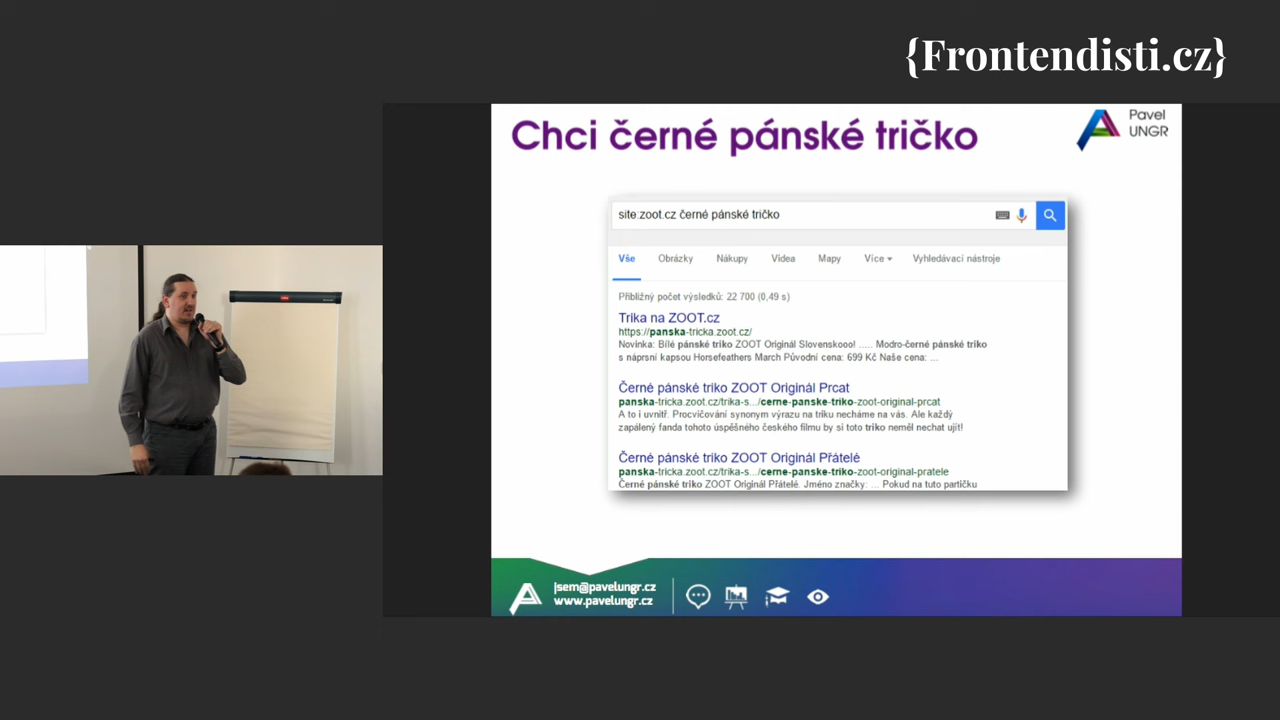 {Frontendisti.cz}
Chci černé pánské tričko
Pavel
UNGR
site:zoot.cz černé pánské tričko
Vše Obrázky Nákupy Videa Mapy Více Vyhledávací nástroje
Přibližný počet výsledků: 22 700 (0,49 s)
Trika na ZOOT.cz
https://panska-tricka.zoot.cz/
Novinka: Bílé pánské triko ZOOT Originál Slovenskooo! ..... Modro-černé pánské triko
s náprsní kapsou Horsefeathers March Původní cena: 699 Kč Naše cena: ...
Černé pánské triko ZOOT Originál Prcat
panska-tricka.zoot.cz/trika-s.../cerne-panske-triko-zoot-original-prcat
A to i uvnitř. Procvičování synonym výrazu na triku necháme na vás. Ale každý
zapálený fanda tohoto úspěšného českého filmu by si toto triko neměl nechat ujít!
Černé pánské triko ZOOT Originál Přátelé
panska-tricka.zoot.cz/trika-s.../cerne-panske-triko-zoot-original-pratele
Černé pánské triko ZOOT Originál Přátelé. Jméno značky: ... Pokud na tuto partičku
jsem@pavelungr.cz
www.pavelungr.cz